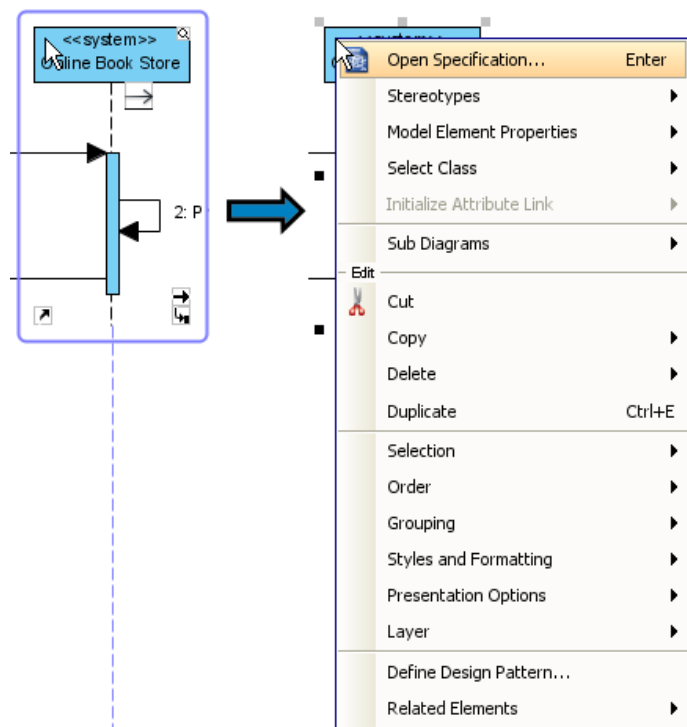 <<system>>
Online Book Store
2: P
Open Specification... Enter
Stereotypes
Model Element Properties
Select Class
Initialize Attribute Link
Sub Diagrams
Edit
Cut
Copy
Delete
Duplicate Ctrl+E
Selection
Order
Grouping
Styles and Formatting
Presentation Options
Layer
Define Design Pattern...
Related Elements